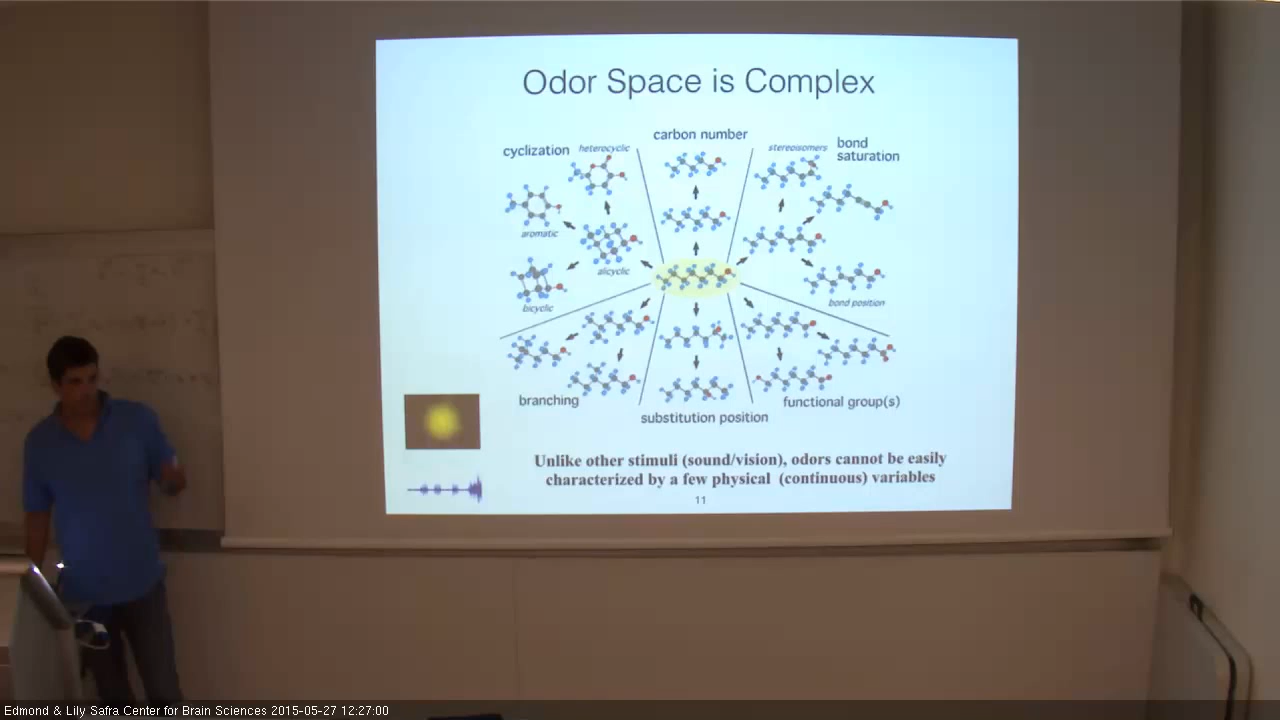 Odor Space is Complex
carbon number
cyclization
heterocyclic
stereoisomers
bond
saturation
aromatic
alicyclic
bicyclic
bond position
branching
substitution position
functional group(s)
Unlike other stimuli (sound/vision), odors cannot be easily
characterized by a few physical (continuous) variables
11
Edmond & Lily Safra Center for Brain Sciences 2015-05-27 12:27:00